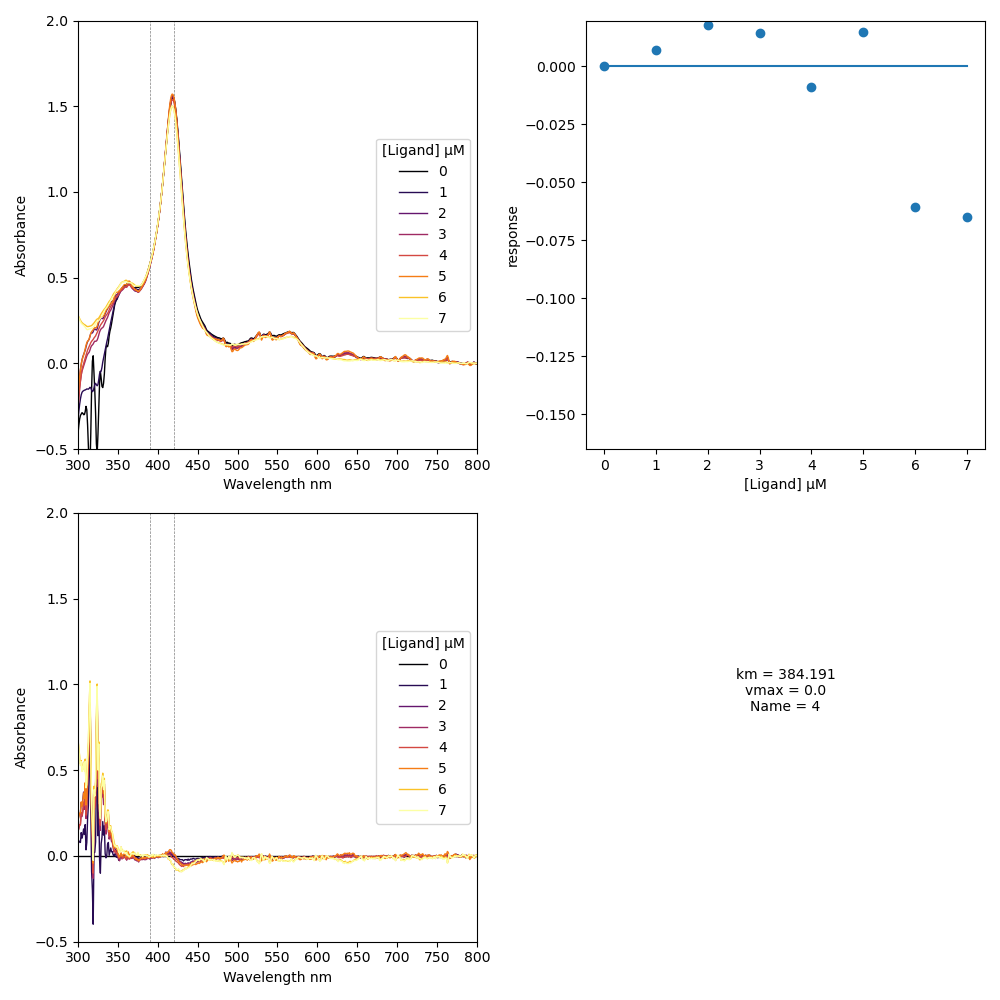 2.0
1.5
1.0
0.5
0.0
−0.5
300 350 400 450 500 550 600 650 700 750 800
Wavelength nm
Absorbance
[Ligand] µM
0
1
2
3
4
5
6
7
0.000
−0.025
−0.050
−0.075
−0.100
−0.125
−0.150
0 1 2 3 4 5 6 7
[Ligand] µM
response
2.0
1.5
1.0
0.5
0.0
−0.5
300 350 400 450 500 550 600 650 700 750 800
Wavelength nm
Absorbance
[Ligand] µM
0
1
2
3
4
5
6
7
km = 384.191
vmax = 0.0
Name = 4